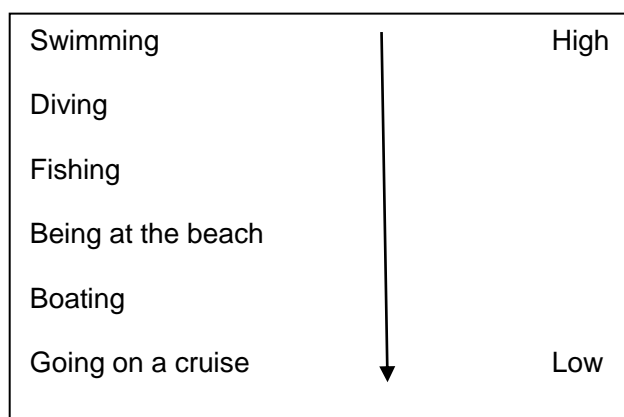 Swimming High
Diving
Fishing
Being at the beach
Boating
Going on a cruise Low